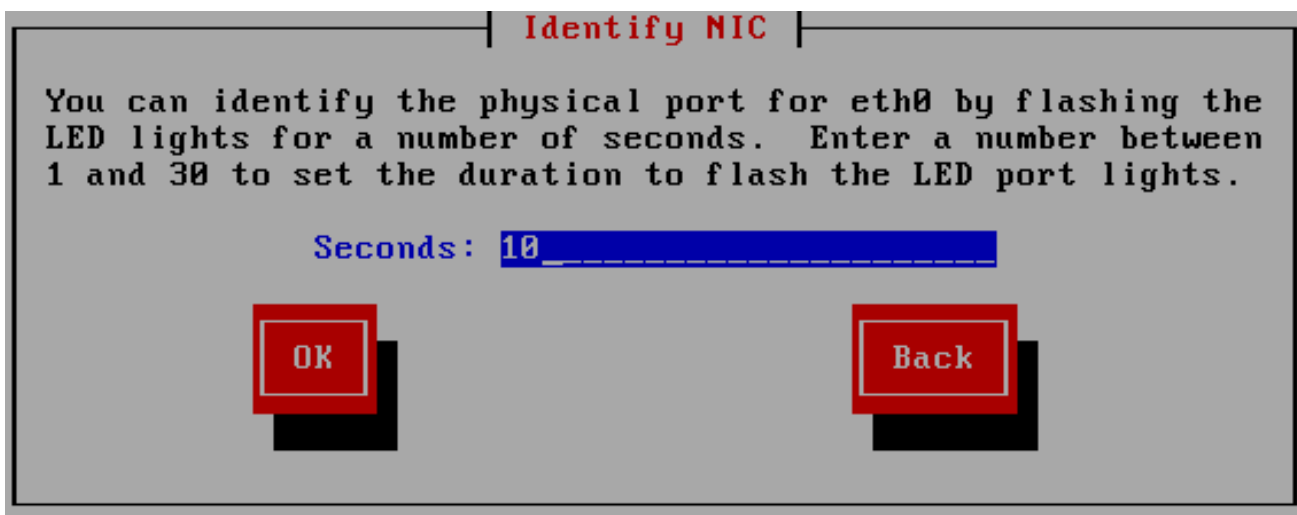 Identify NIC
You can identify the physical port for eth0 by flashing the
LED lights for a number of seconds.  Enter a number between
1 and 30 to set the duration to flash the LED port lights.
Seconds: 10
OK
Back